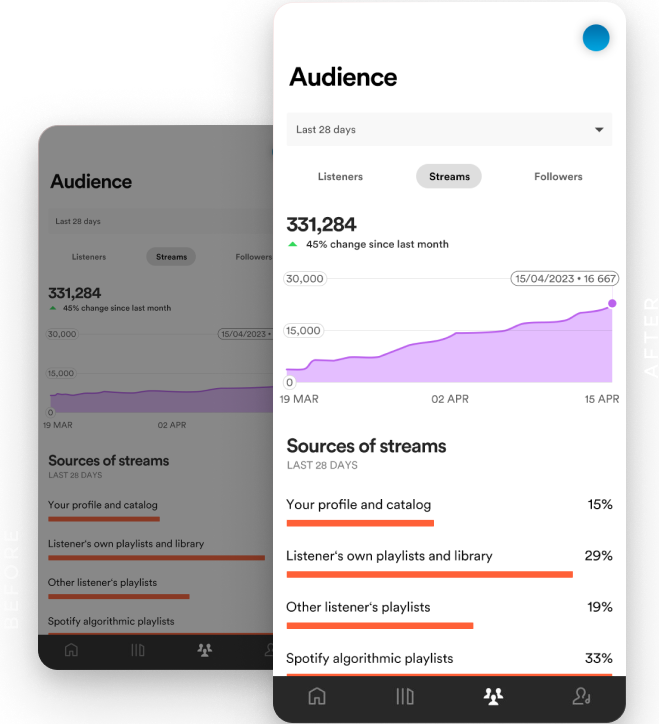 Audience
Last 28 days
Listeners Streams Followers
331,284
45% change since last month
30,000 15/04/2023 •
15,000
0
19 MAR 02 APR
Sources of streams
LAST 28 DAYS
Your profile and catalog
Listener's own playlists and library
Other listener's playlists
Spotify algorithmic playlists
BEFORE
Audience
Last 28 days
Listeners Streams Followers
331,284
45% change since last month
30,000 15/04/2023 • 16 667
15,000
0
19 MAR 02 APR 15 APR
Sources of streams
LAST 28 DAYS
Your profile and catalog 15%
Listener's own playlists and library 29%
Other listener's playlists 19%
Spotify algorithmic playlists 33%
AFTER